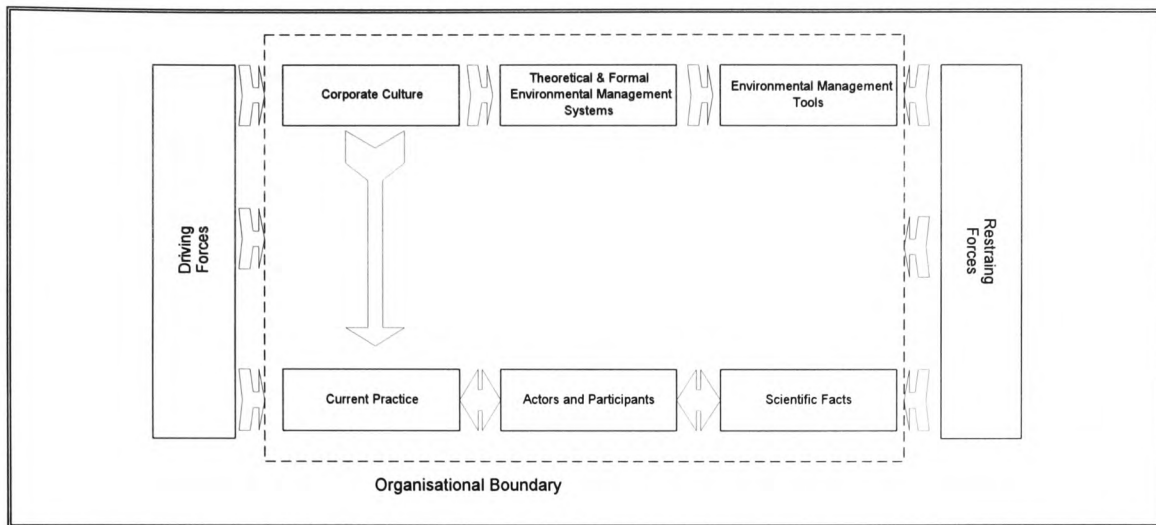 Driving
Forces
Corporate Culture
Theoretical & Formal
Environmental Management
Systems
Environmental Management
Tools
Current Practice
Actors and Participants
Scientific Facts
Restraing
Forces
Organisational Boundary